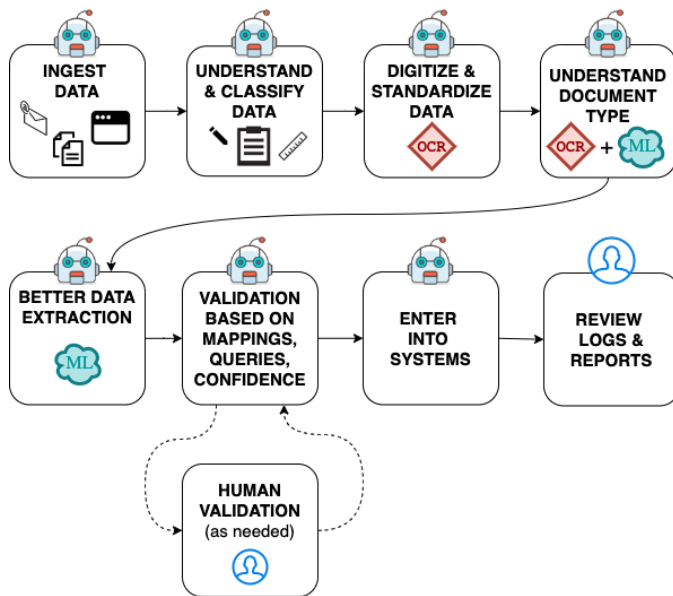 INGEST
DATA
UNDERSTAND
& CLASSIFY
DATA
DIGITIZE &
STANDARDIZE
DATA
OCR
UNDERSTAND
DOCUMENT
TYPE
OCR + ML
BETTER DATA
EXTRACTION
ML
VALIDATION
BASED ON
MAPPINGS,
QUERIES,
CONFIDENCE
ENTER
INTO
SYSTEMS
REVIEW
LOGS &
REPORTS
HUMAN
VALIDATION
(as needed)